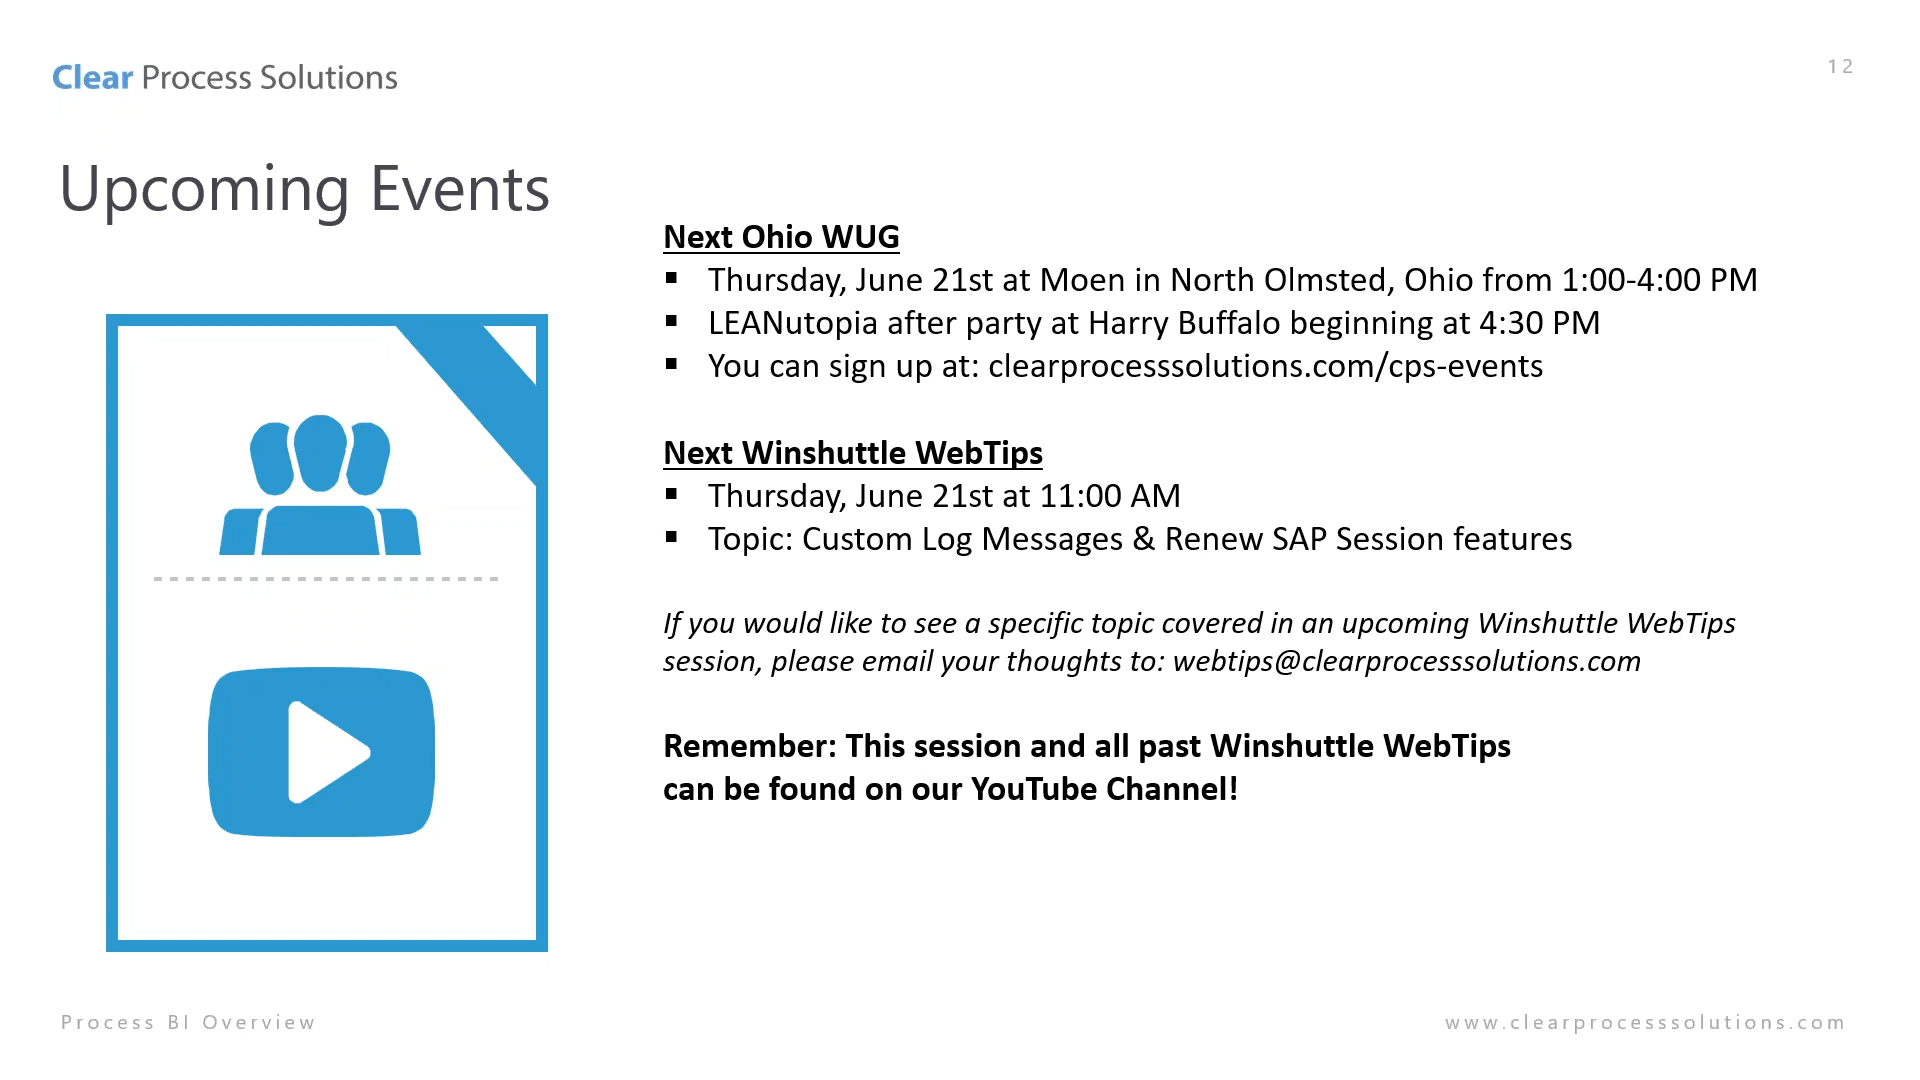 Clear Process Solutions
12
Upcoming Events
Next Ohio WUG
▪ Thursday, June 21st at Moen in North Olmsted, Ohio from 1:00-4:00 PM
▪ LEANutopia after party at Harry Buffalo beginning at 4:30 PM
▪ You can sign up at: clearprocesssolutions.com/cps-events
Next Winshuttle WebTips
▪ Thursday, June 21st at 11:00 AM
▪ Topic: Custom Log Messages & Renew SAP Session features
If you would like to see a specific topic covered in an upcoming Winshuttle WebTips
session, please email your thoughts to: webtips@clearprocesssolutions.com
Remember: This session and all past Winshuttle WebTips
can be found on our YouTube Channel!
Process BI Overview
www.clearprocesssolutions.com